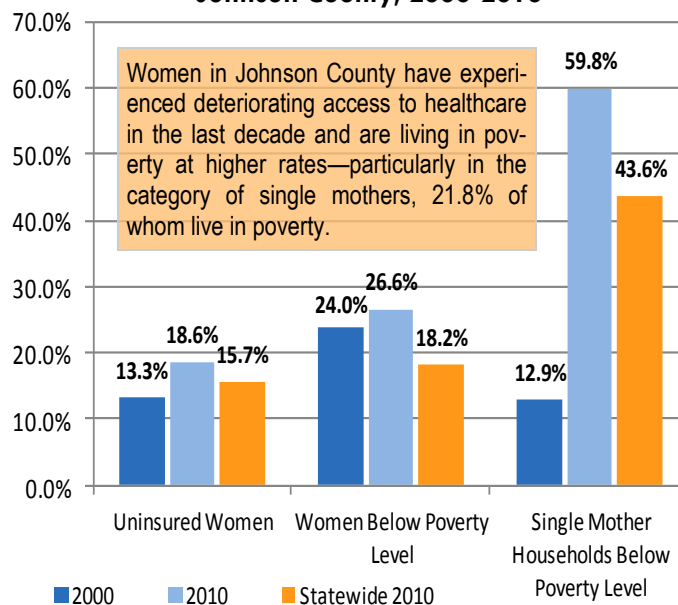 Johnson County, 2000-2010
70.0%
60.0%
50.0%
40.0%
30.0%
20.0%
10.0%
0.0%
Women in Johnson County have experi-
enced deteriorating access to healthcare
in the last decade and are living in pov-
erty at higher rates—particularly in the
category of single mothers, 21.8% of
whom live in poverty.
13.3%
18.6%
15.7%
24.0%
26.6%
18.2%
12.9%
59.8%
43.6%
Uninsured Women
Women Below Poverty
Level
Single Mother
Households Below
Poverty Level
2000
2010
Statewide 2010